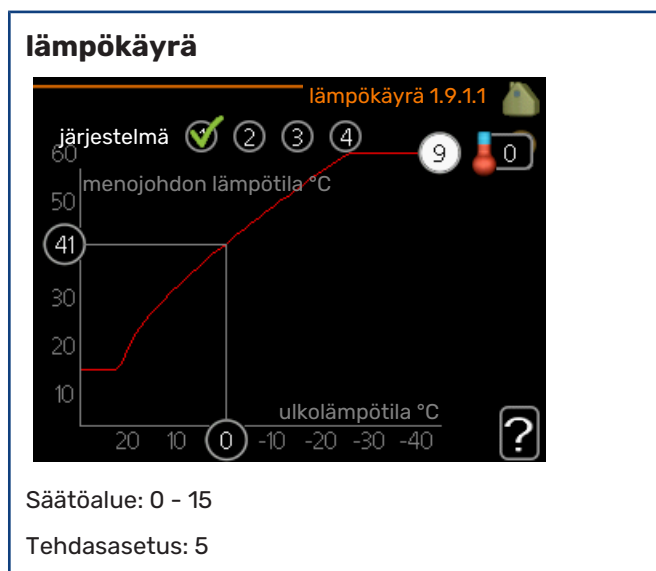 lämpökäyrä
lämpökäyrä 1.9.1.1
järjestelmä 1 2 3 4
9 0
60
menojohdon lämpötila °C
50
41
30
20
10
ulkolämpötila °C
20 10 0 -10 -20 -30 -40
?
Säätöalue: 0 - 15
Tehdasasetus: 5